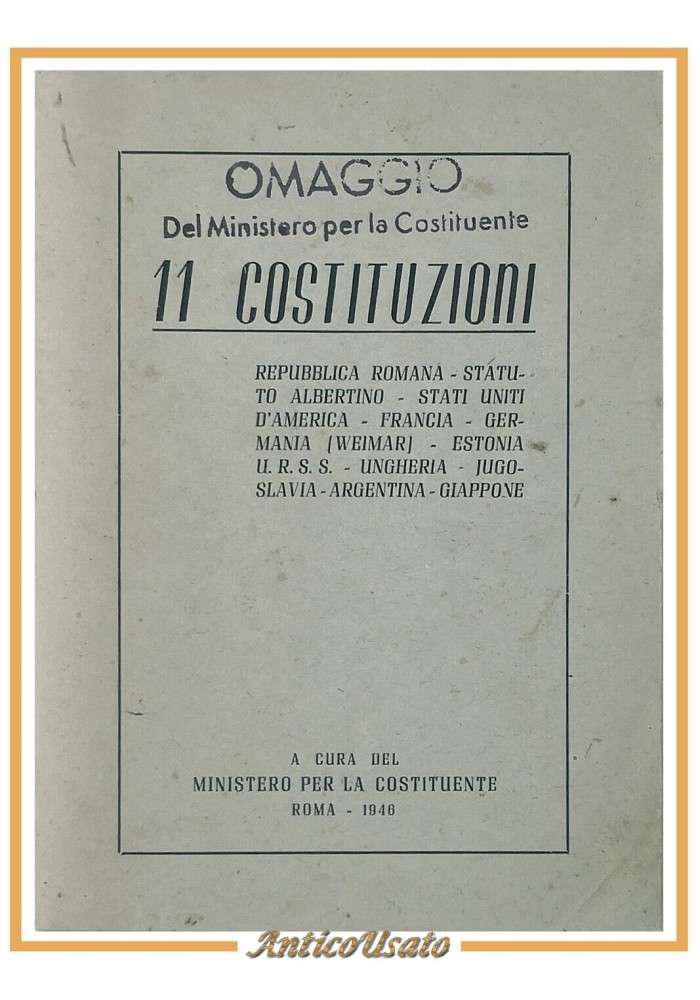 OMAGGIO
Del Ministero per la Costituente
11 COSTITUZIONI
REPUBBLICA ROMANA - STATU-
TO ALBERTINO - STATI UNITI
D'AMERICA - FRANCIA - GER-
MANIA (WEIMAR) - ESTONIA
U. R. S. S. - UNGHERIA - JUGO-
SLAVIA - ARGENTINA - GIAPPONE
A CURA DEL
MINISTERO PER LA COSTITUENTE
ROMA - 1946
AnticoUsato